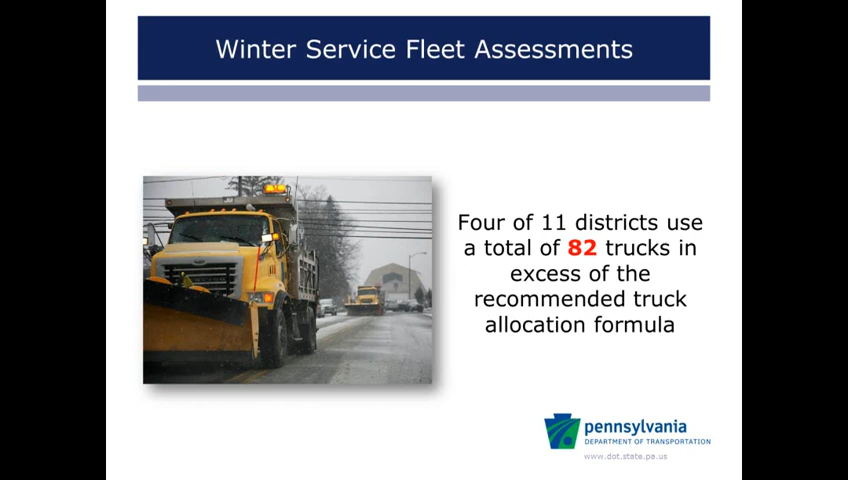 Winter Service Fleet Assessments
Four of 11 districts use
a total of 82 trucks in
excess of the
recommended truck
allocation formula
pennsylvania
DEPARTMENT OF TRANSPORTATION
www.dot.state.pa.us